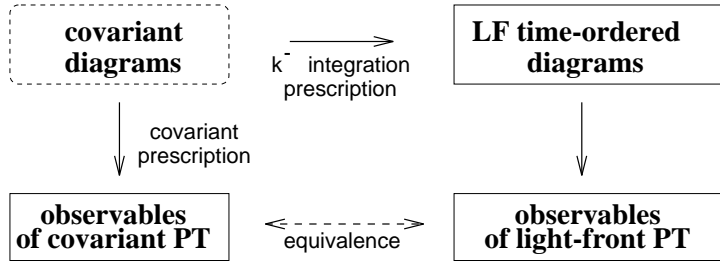 covariant
diagrams
k⁻ integration
prescription
LF time-ordered
diagrams
covariant
prescription
observables
of covariant PT
equivalence
observables
of light-front PT